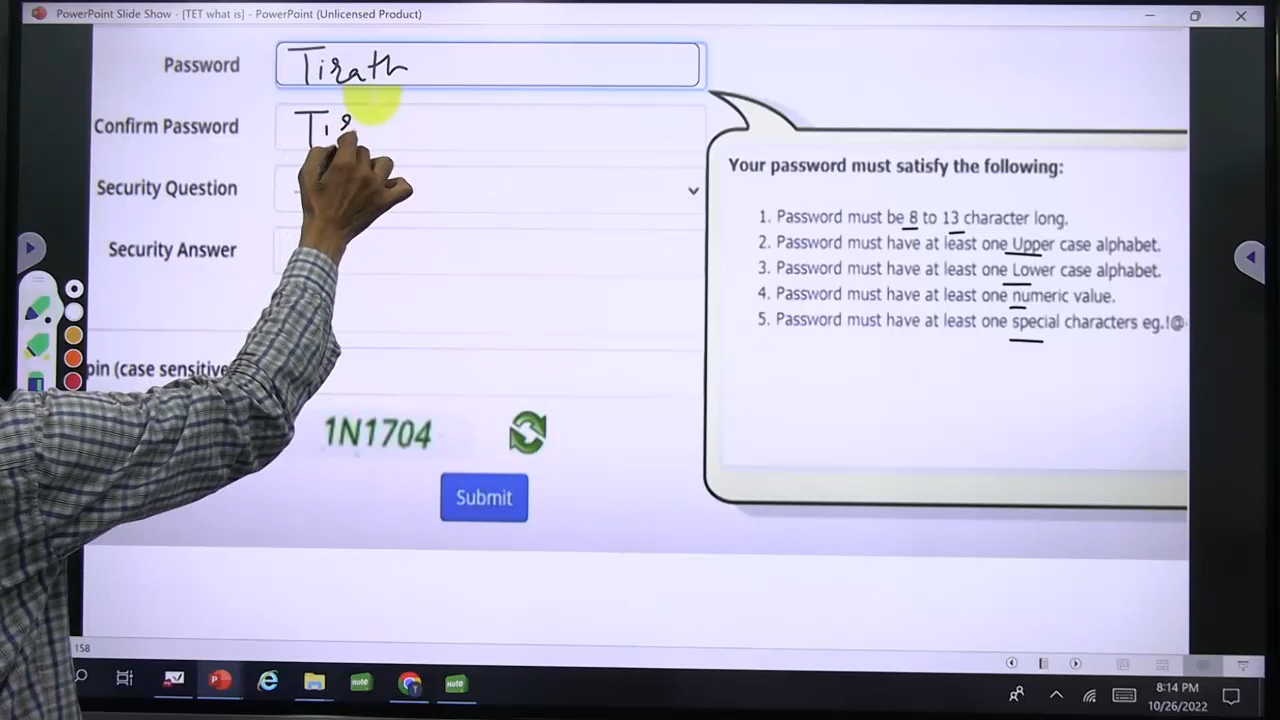 PowerPoint Slide Show - [TET what is] - PowerPoint (Unlicensed Product)
Password
Tirath
Confirm Password
Security Question
Security Answer
pin (case sensitive
1N1704
Submit
Your password must satisfy the following:
1. Password must be 8 to 13 character long.
2. Password must have at least one Upper case alphabet.
3. Password must have at least one Lower case alphabet.
4. Password must have at least one numeric value.
5. Password must have at least one special characters eg.!@
158
Note
Note
8:14 PM
10/26/2022